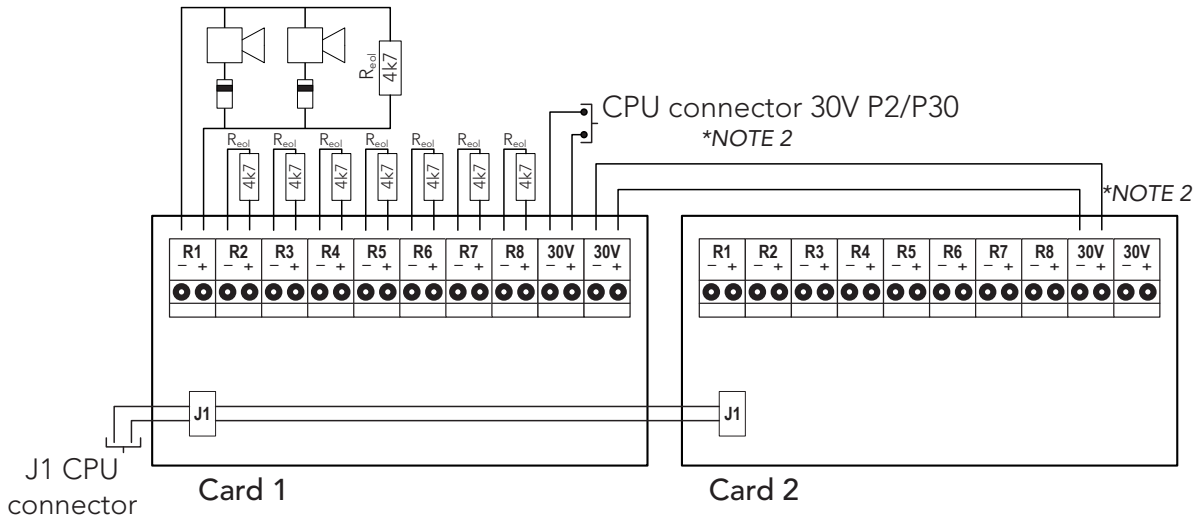 R_eol
4k7
CPU connector 30V P2/P30
*NOTE 2
R_eol R_eol R_eol R_eol R_eol R_eol R_eol
4k7 4k7 4k7 4k7 4k7 4k7 4k7
*NOTE 2
R1 R2 R3 R4 R5 R6 R7 R8 30V 30V
– + – + – + – + – + – + – + – + – + – +
R1 R2 R3 R4 R5 R6 R7 R8 30V 30V
– + – + – + – + – + – + – + – + – + – +
J1
J1
J1 CPU
connector
Card 1
Card 2